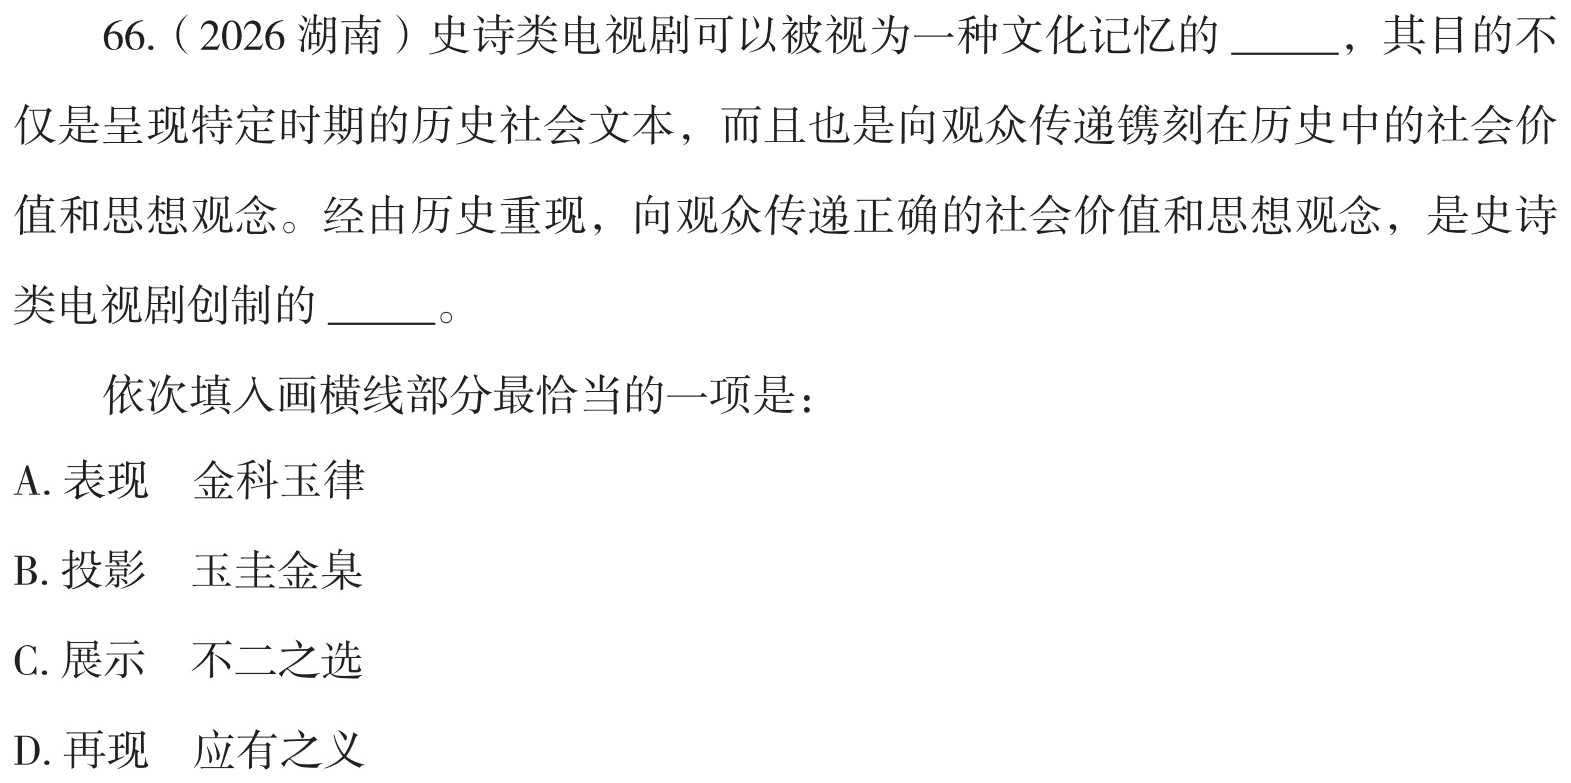 66.（2026 湖南）史诗类电视剧可以被视为一种文化记忆的 _____，其目的不
仅是呈现特定时期的历史社会文本，而且也是向观众传递镌刻在历史中的社会价
值和思想观念。经由历史重现，向观众传递正确的社会价值和思想观念，是史诗
类电视剧创制的 _____。
依次填入画横线部分最恰当的一项是：
A. 表现　金科玉律
B. 投影　玉圭金臬
C. 展示　不二之选
D. 再现　应有之义